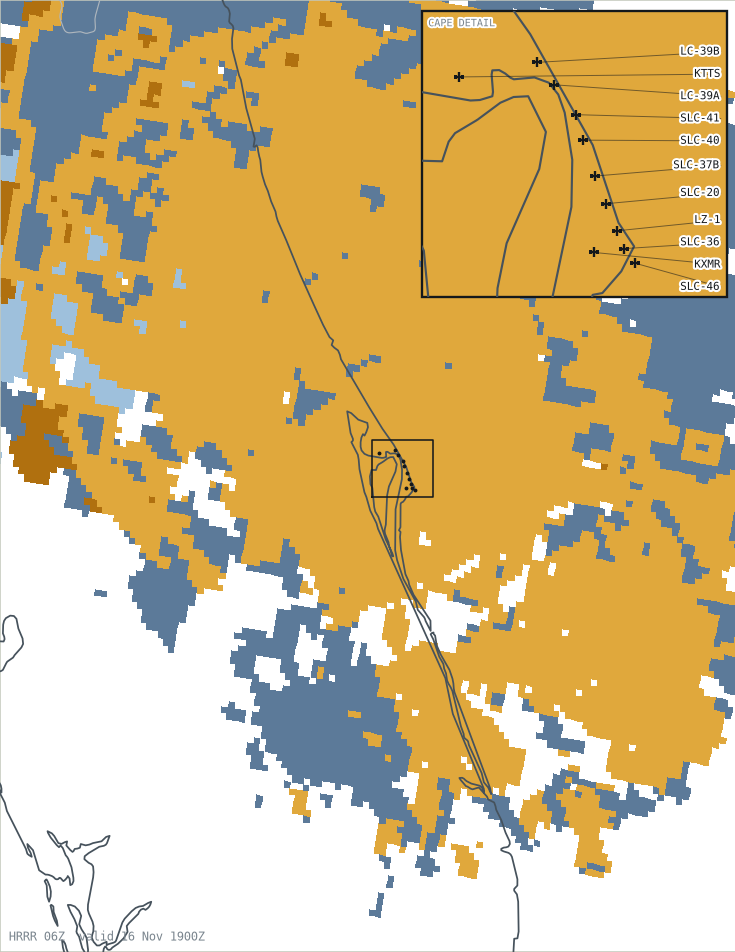 CAPE DETAIL
LC-39B
KTTS
LC-39A
SLC-41
SLC-40
SLC-37B
SLC-20
LZ-1
SLC-36
KXMR
SLC-46
HRRR 06Z valid 16 Nov 1900Z